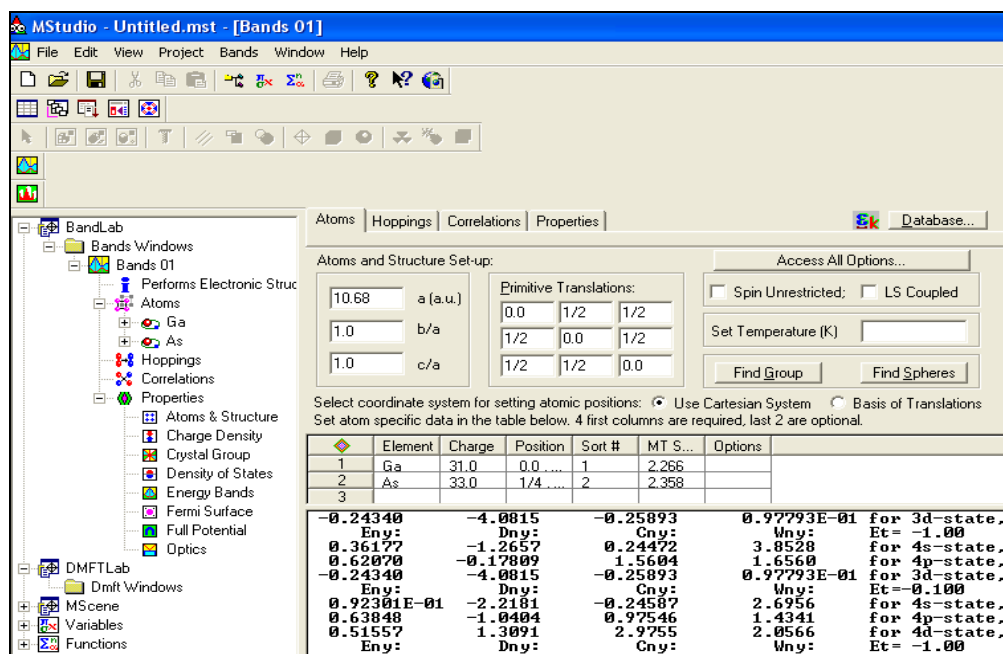 MStudio - Untitled.mst - [Bands 01]
File Edit View Project Bands Window Help
BandLab
Bands Windows
Bands 01
Performs Electronic Struc
Atoms
Ga
As
Hoppings
Correlations
Properties
Atoms & Structure
Charge Density
Crystal Group
Density of States
Energy Bands
Fermi Surface
Full Potential
Optics
DMFTLab
Dmft Windows
MScene
Variables
Functions
Atoms Hoppings Correlations Properties
Database...
Atoms and Structure Set-up:
10.68 a (a.u.)
1.0 b/a
1.0 c/a
Primitive Translations:
0.0 1/2 1/2
1/2 0.0 1/2
1/2 1/2 0.0
Access All Options...
Spin Unrestricted; LS Coupled
Set Temperature (K)
Find Group Find Spheres
Select coordinate system for setting atomic positions: Use Cartesian System Basis of Translations
Set atom specific data in the table below. 4 first columns are required, last 2 are optional.
Element Charge Position Sort # MT S... Options
1 Ga 31.0 0.0 .... 1 2.266
2 As 33.0 1/4 .... 2 2.358
3
-0.24340 -4.0815 -0.25893 0.97793E-01 for 3d-state,
Eny: Dny: Cny: Wny: Et= -1.00
0.36177 -1.2657 0.24472 3.8528 for 4s-state,
0.62070 -0.17809 1.5604 1.6560 for 4p-state,
-0.24340 -4.0815 -0.25893 0.97793E-01 for 3d-state,
Eny: Dny: Cny: Wny: Et=-0.100
0.92301E-01 -2.2181 -0.24587 2.6956 for 4s-state,
0.63848 -1.0404 0.97546 1.4341 for 4p-state,
0.51557 1.3091 2.9755 2.0566 for 4d-state,
Eny: Dny: Cny: Wny: Et= -1.00